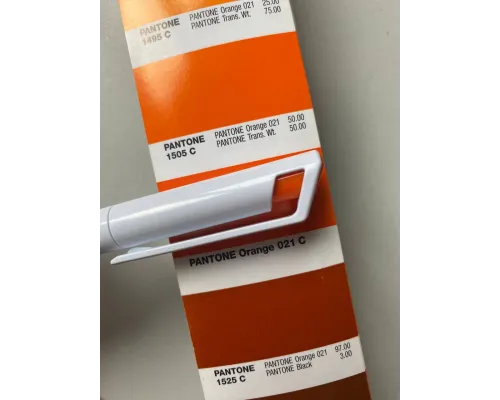 PANTONE
1495 C
PANTONE Orange 021 25.00
PANTONE Trans. Wt. 75.00
PANTONE
1505 C
PANTONE Orange 021 50.00
PANTONE Trans. Wt. 50.00
PANTONE Orange 021 C
PANTONE
1525 C
PANTONE Orange 021 97.00
PANTONE Black 3.00